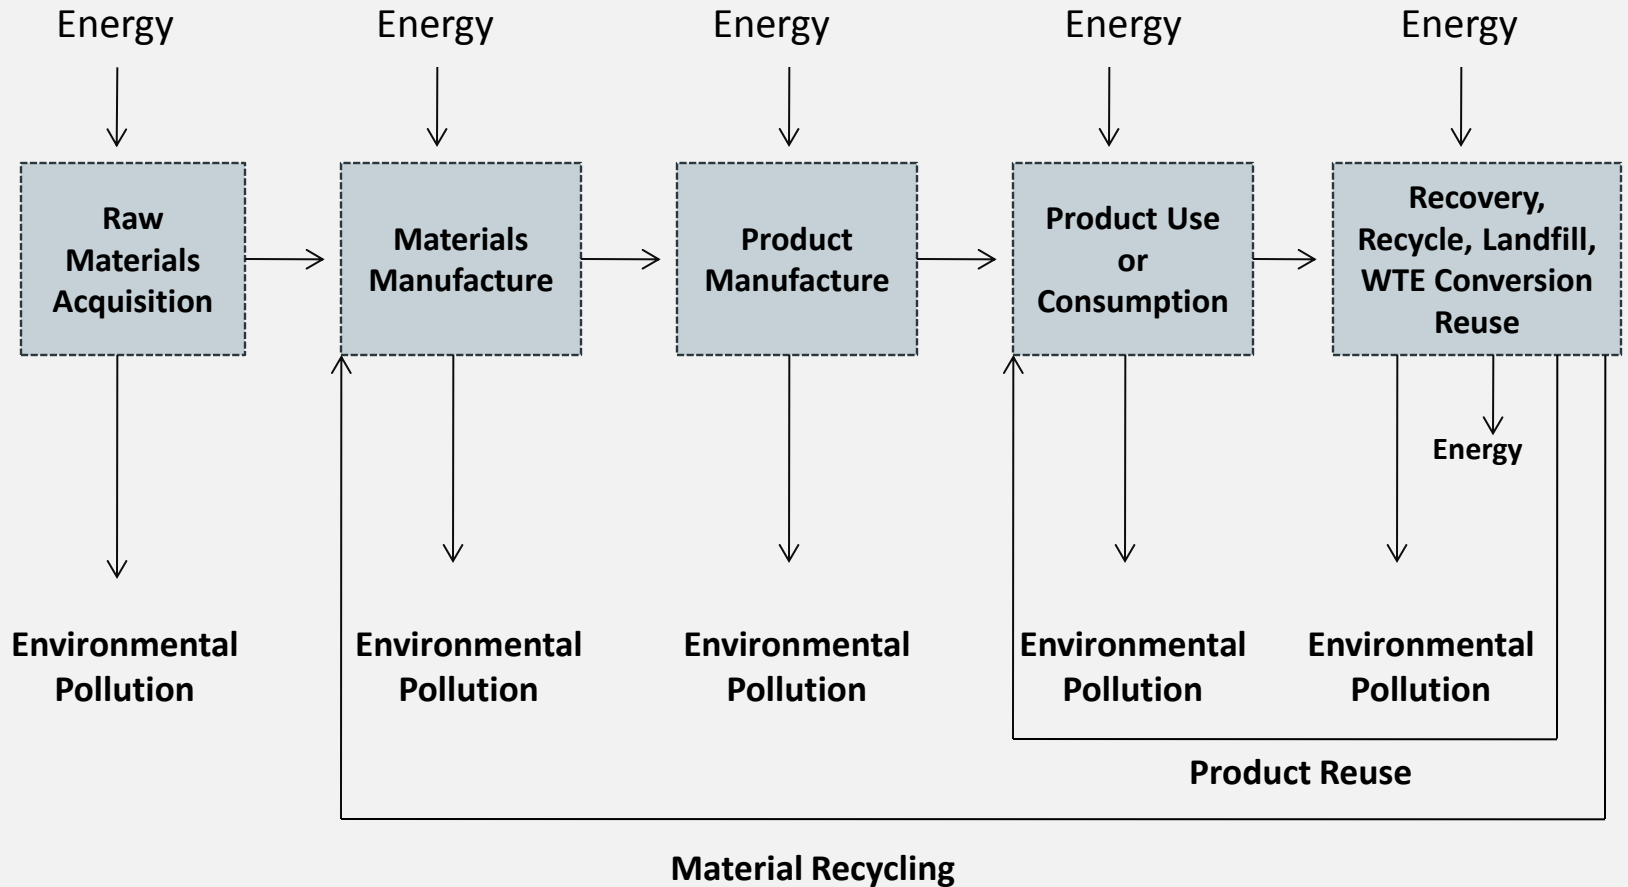 Energy
Energy
Energy
Energy
Energy
Raw
Materials
Acquisition
Materials
Manufacture
Product
Manufacture
Product Use
or
Consumption
Recovery,
Recycle, Landfill,
WTE Conversion
Reuse
Energy
Environmental
Pollution
Environmental
Pollution
Environmental
Pollution
Environmental
Pollution
Environmental
Pollution
Product Reuse
Material Recycling